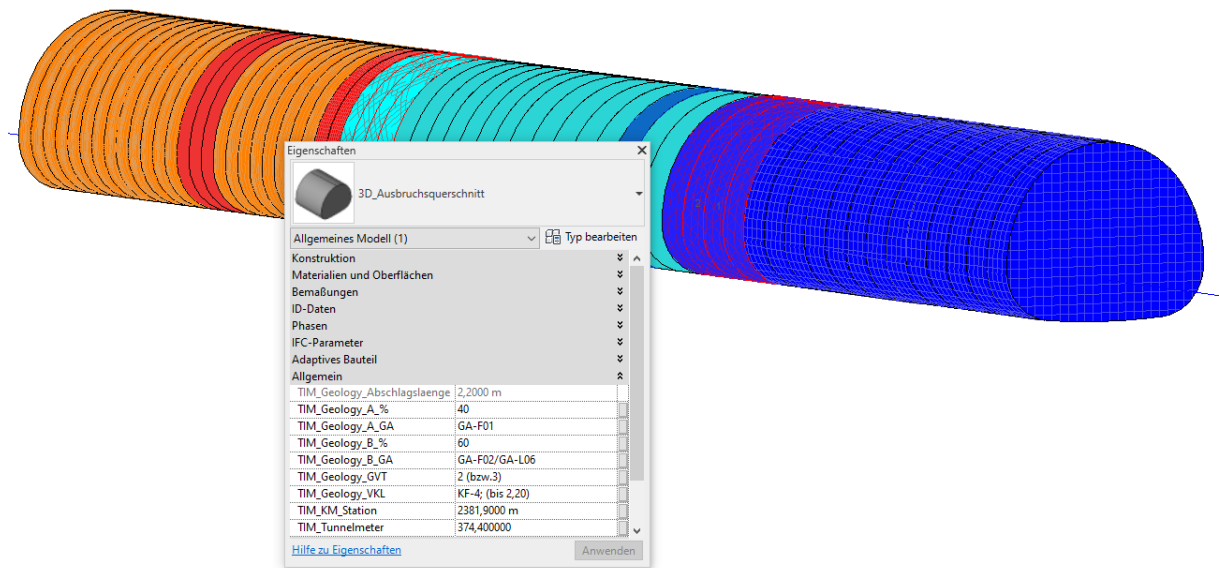 Eigenschaften
3D_Ausbruchsquerschnitt
Allgemeines Modell (1) Typ bearbeiten
Konstruktion
Materialien und Oberflächen
Bemaßungen
ID-Daten
Phasen
IFC-Parameter
Adaptives Bauteil
Allgemein
TIM_Geology_Abschlagslaenge 2,2000 m
TIM_Geology_A_% 40
TIM_Geology_A_GA GA-F01
TIM_Geology_B_% 60
TIM_Geology_B_GA GA-F02/GA-L06
TIM_Geology_GVT 2 (bzw.3)
TIM_Geology_VKL KF-4; (bis 2,20)
TIM_KM_Station 2381,9000 m
TIM_Tunnelmeter 374,400000
Hilfe zu Eigenschaften Anwenden